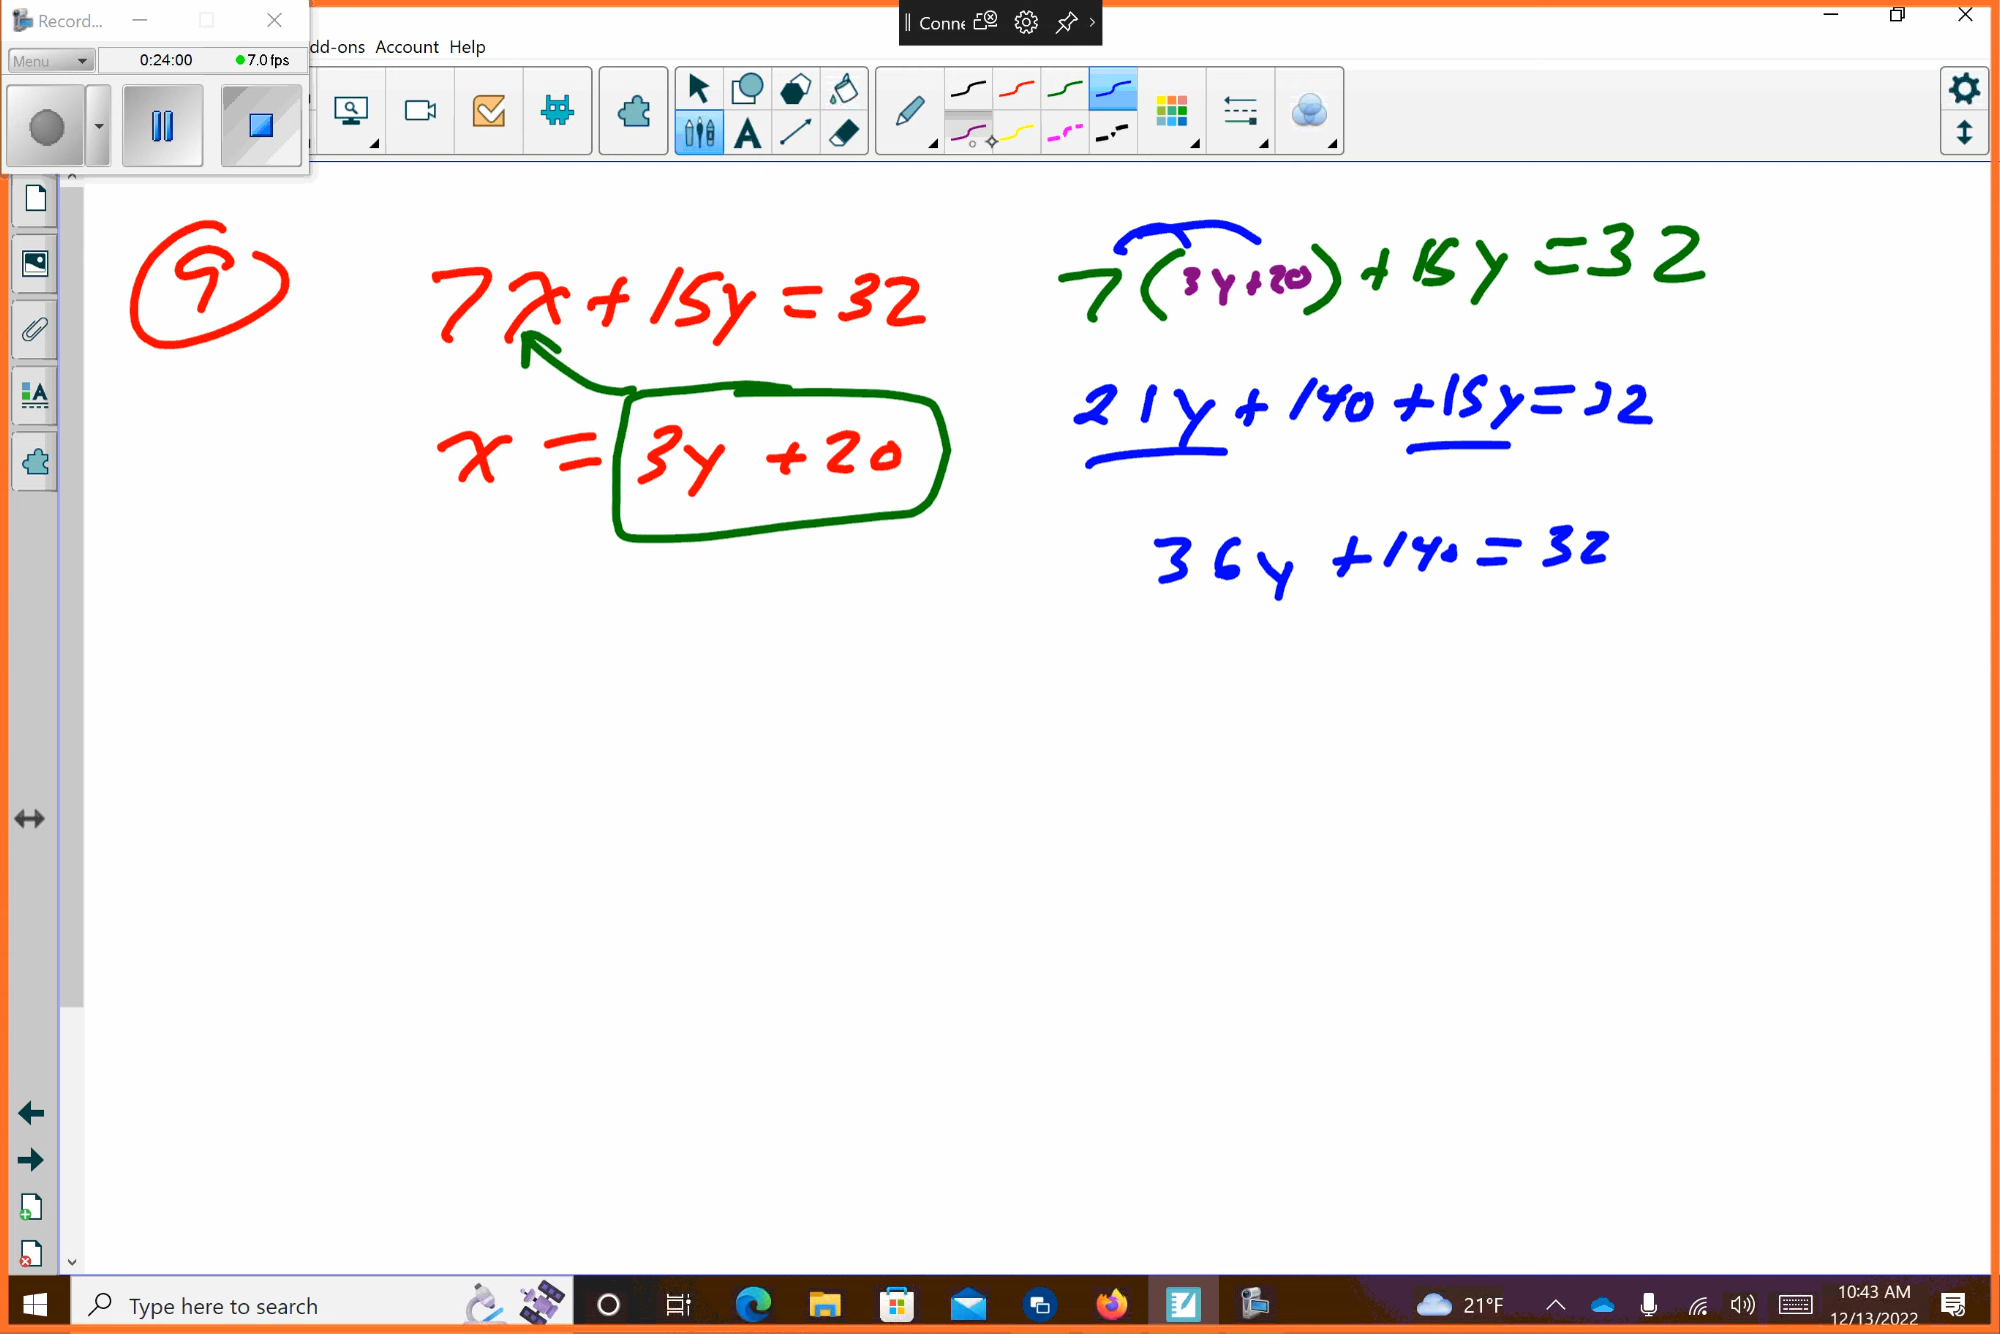 Record...
Conne
Menu
0:24:00
7.0 fps
dd-ons Account Help
9
7x + 15y = 32
x = 3y + 20
7(3y+20) + 15y = 32
21y + 140 + 15y = 32
36y + 140 = 32
Type here to search
21°F
10:43 AM
12/13/2022